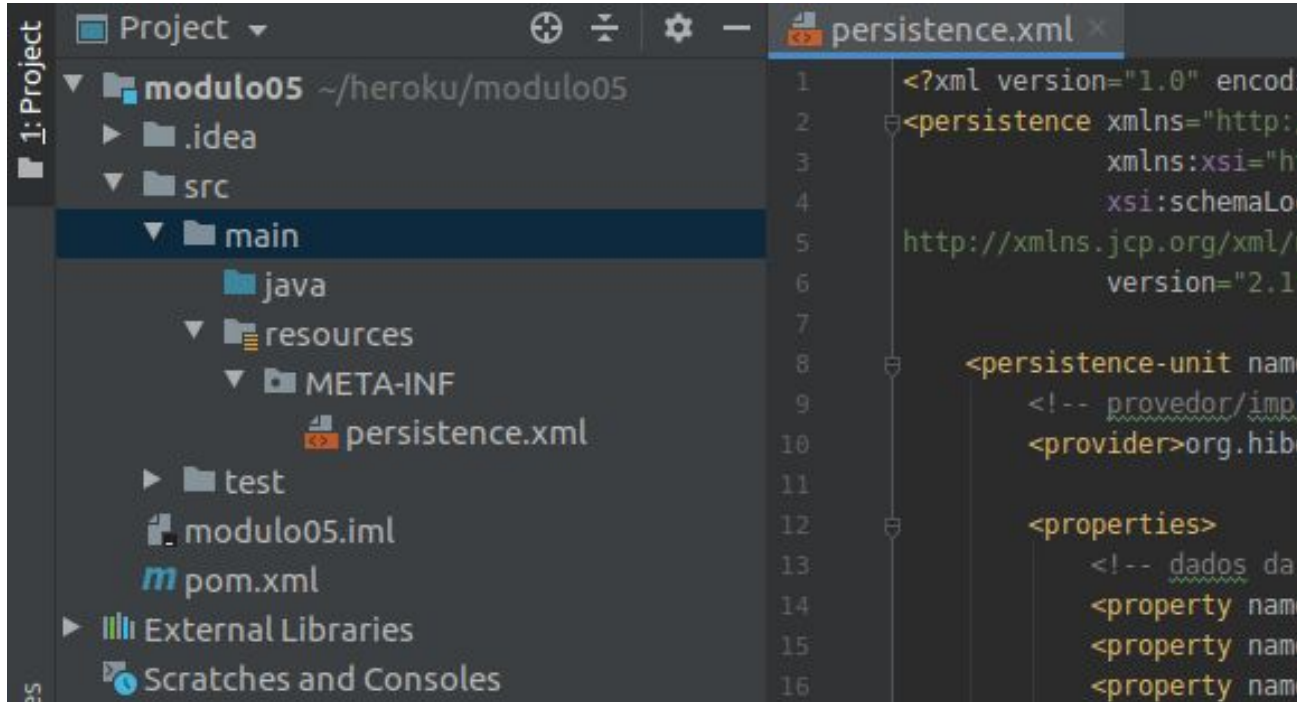 1: Project
Project
modulo05 ~/heroku/modulo05
.idea
src
main
java
resources
META-INF
persistence.xml
test
modulo05.iml
m pom.xml
External Libraries
Scratches and Consoles
persistence.xml
1 <?xml version="1.0" encod
2 <persistence xmlns="http:
3 xmlns:xsi="h
4 xsi:schemaLo
5 http://xmlns.jcp.org/xml/
6 version="2.1
7
8 <persistence-unit nam
9 <!-- provedor/imp
10 <provider>org.hib
11
12 <properties>
13 <!-- dados da
14 <property nam
15 <property nam
16 <property nam